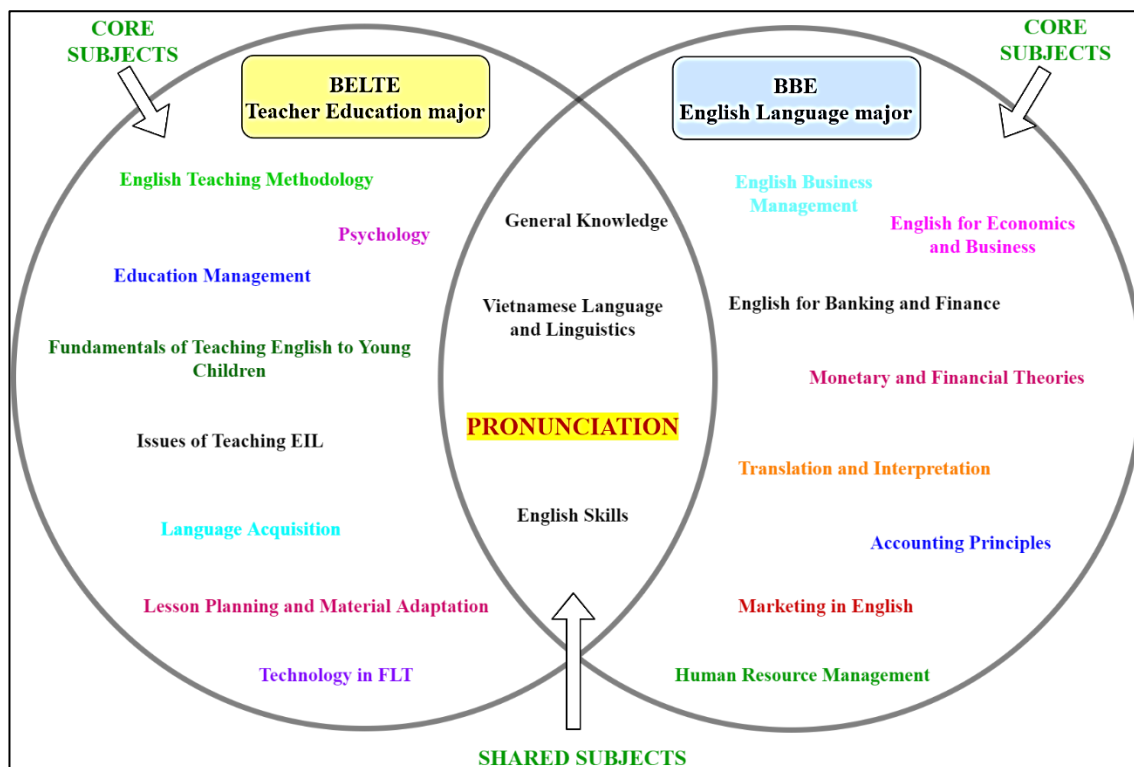 CORE
SUBJECTS
CORE
SUBJECTS
BELTE
Teacher Education major
BBE
English Language major
English Teaching Methodology
Psychology
Education Management
Fundamentals of Teaching English to Young
Children
Issues of Teaching EIL
Language Acquisition
Lesson Planning and Material Adaptation
Technology in FLT
General Knowledge
Vietnamese Language
and Linguistics
PRONUNCIATION
English Skills
English Business
Management
English for Economics
and Business
English for Banking and Finance
Monetary and Financial Theories
Translation and Interpretation
Accounting Principles
Marketing in English
Human Resource Management
SHARED SUBJECTS